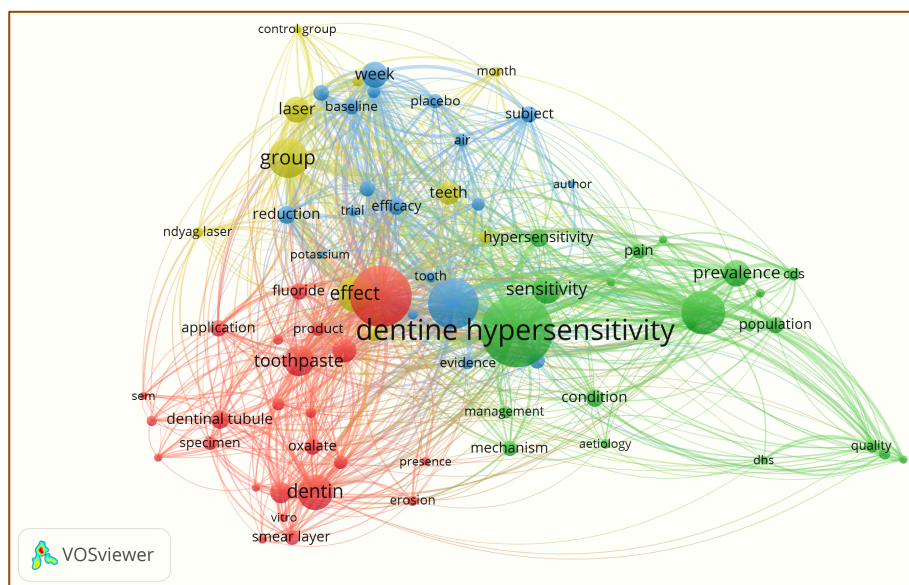 control group
week
month
laser
baseline
placebo
subject
air
group
author
teeth
reduction
trial
efficacy
ndyag laser
hypersensitivity
pain
potassium
tooth
prevalence
cds
fluoride
effect
sensitivity
application
product
dentine hypersensitivity
population
toothpaste
evidence
sem
condition
dentinal tubule
management
specimen
oxalate
mechanism
aetiology
quality
presence
dhs
dentin
erosion
vitro
smear layer
VOSviewer